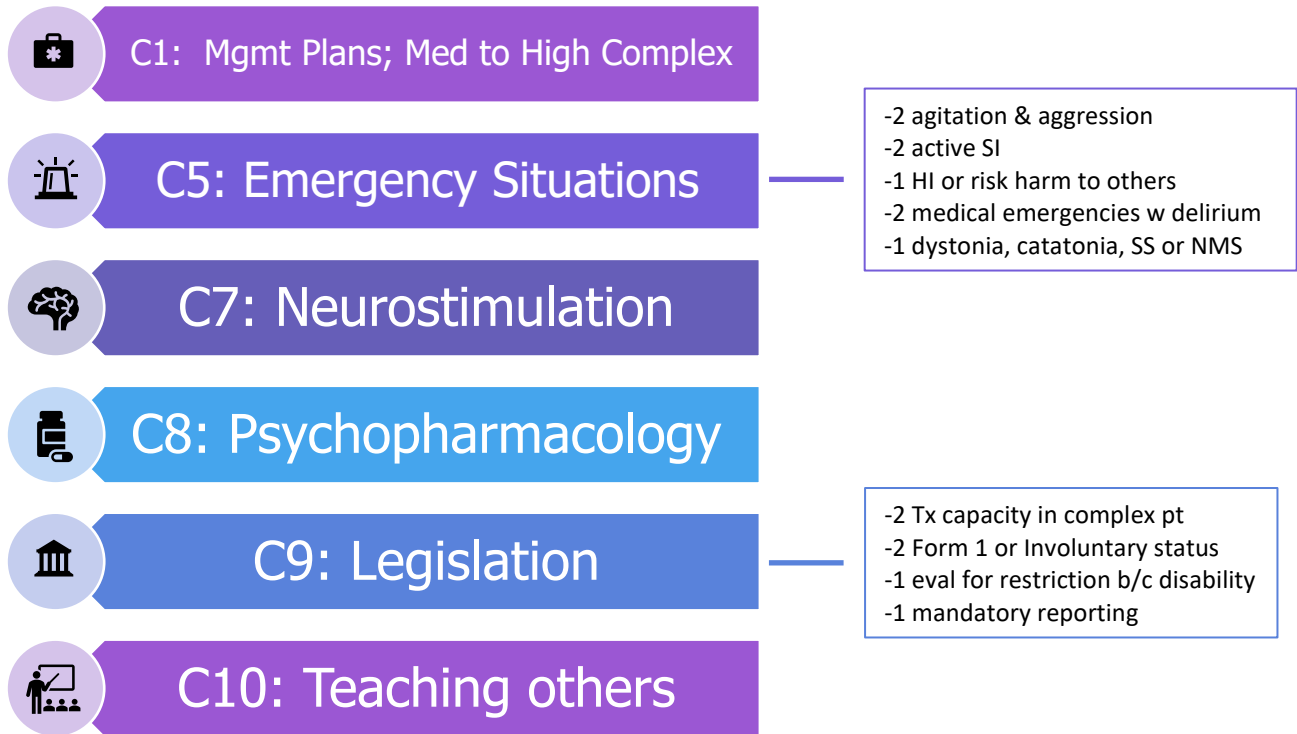 C1: Mgmt Plans; Med to High Complex
C5: Emergency Situations
-2 agitation & aggression
-2 active SI
-1 HI or risk harm to others
-2 medical emergencies w delirium
-1 dystonia, catatonia, SS or NMS
C7: Neurostimulation
C8: Psychopharmacology
C9: Legislation
-2 Tx capacity in complex pt
-2 Form 1 or Involuntary status
-1 eval for restriction b/c disability
-1 mandatory reporting
C10: Teaching others